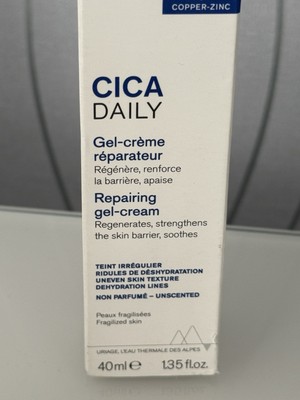 COPPER-ZINC
CICA
DAILY
Gel-crème
réparateur
Régénère, renforce
la barrière, apaise
Repairing
gel-cream
Regenerates, strengthens
the skin barrier, soothes
TEINT IRRÉGULIER
RIDULES DE DÉSHYDRATATION
UNEVEN SKIN TEXTURE
DEHYDRATION LINES
NON PARFUMÉ – UNSCENTED
Peaux fragilisées
Fragilized skin
URIAGE, L'EAU THERMALE DES ALPES
40ml e 1.35 fl.oz.